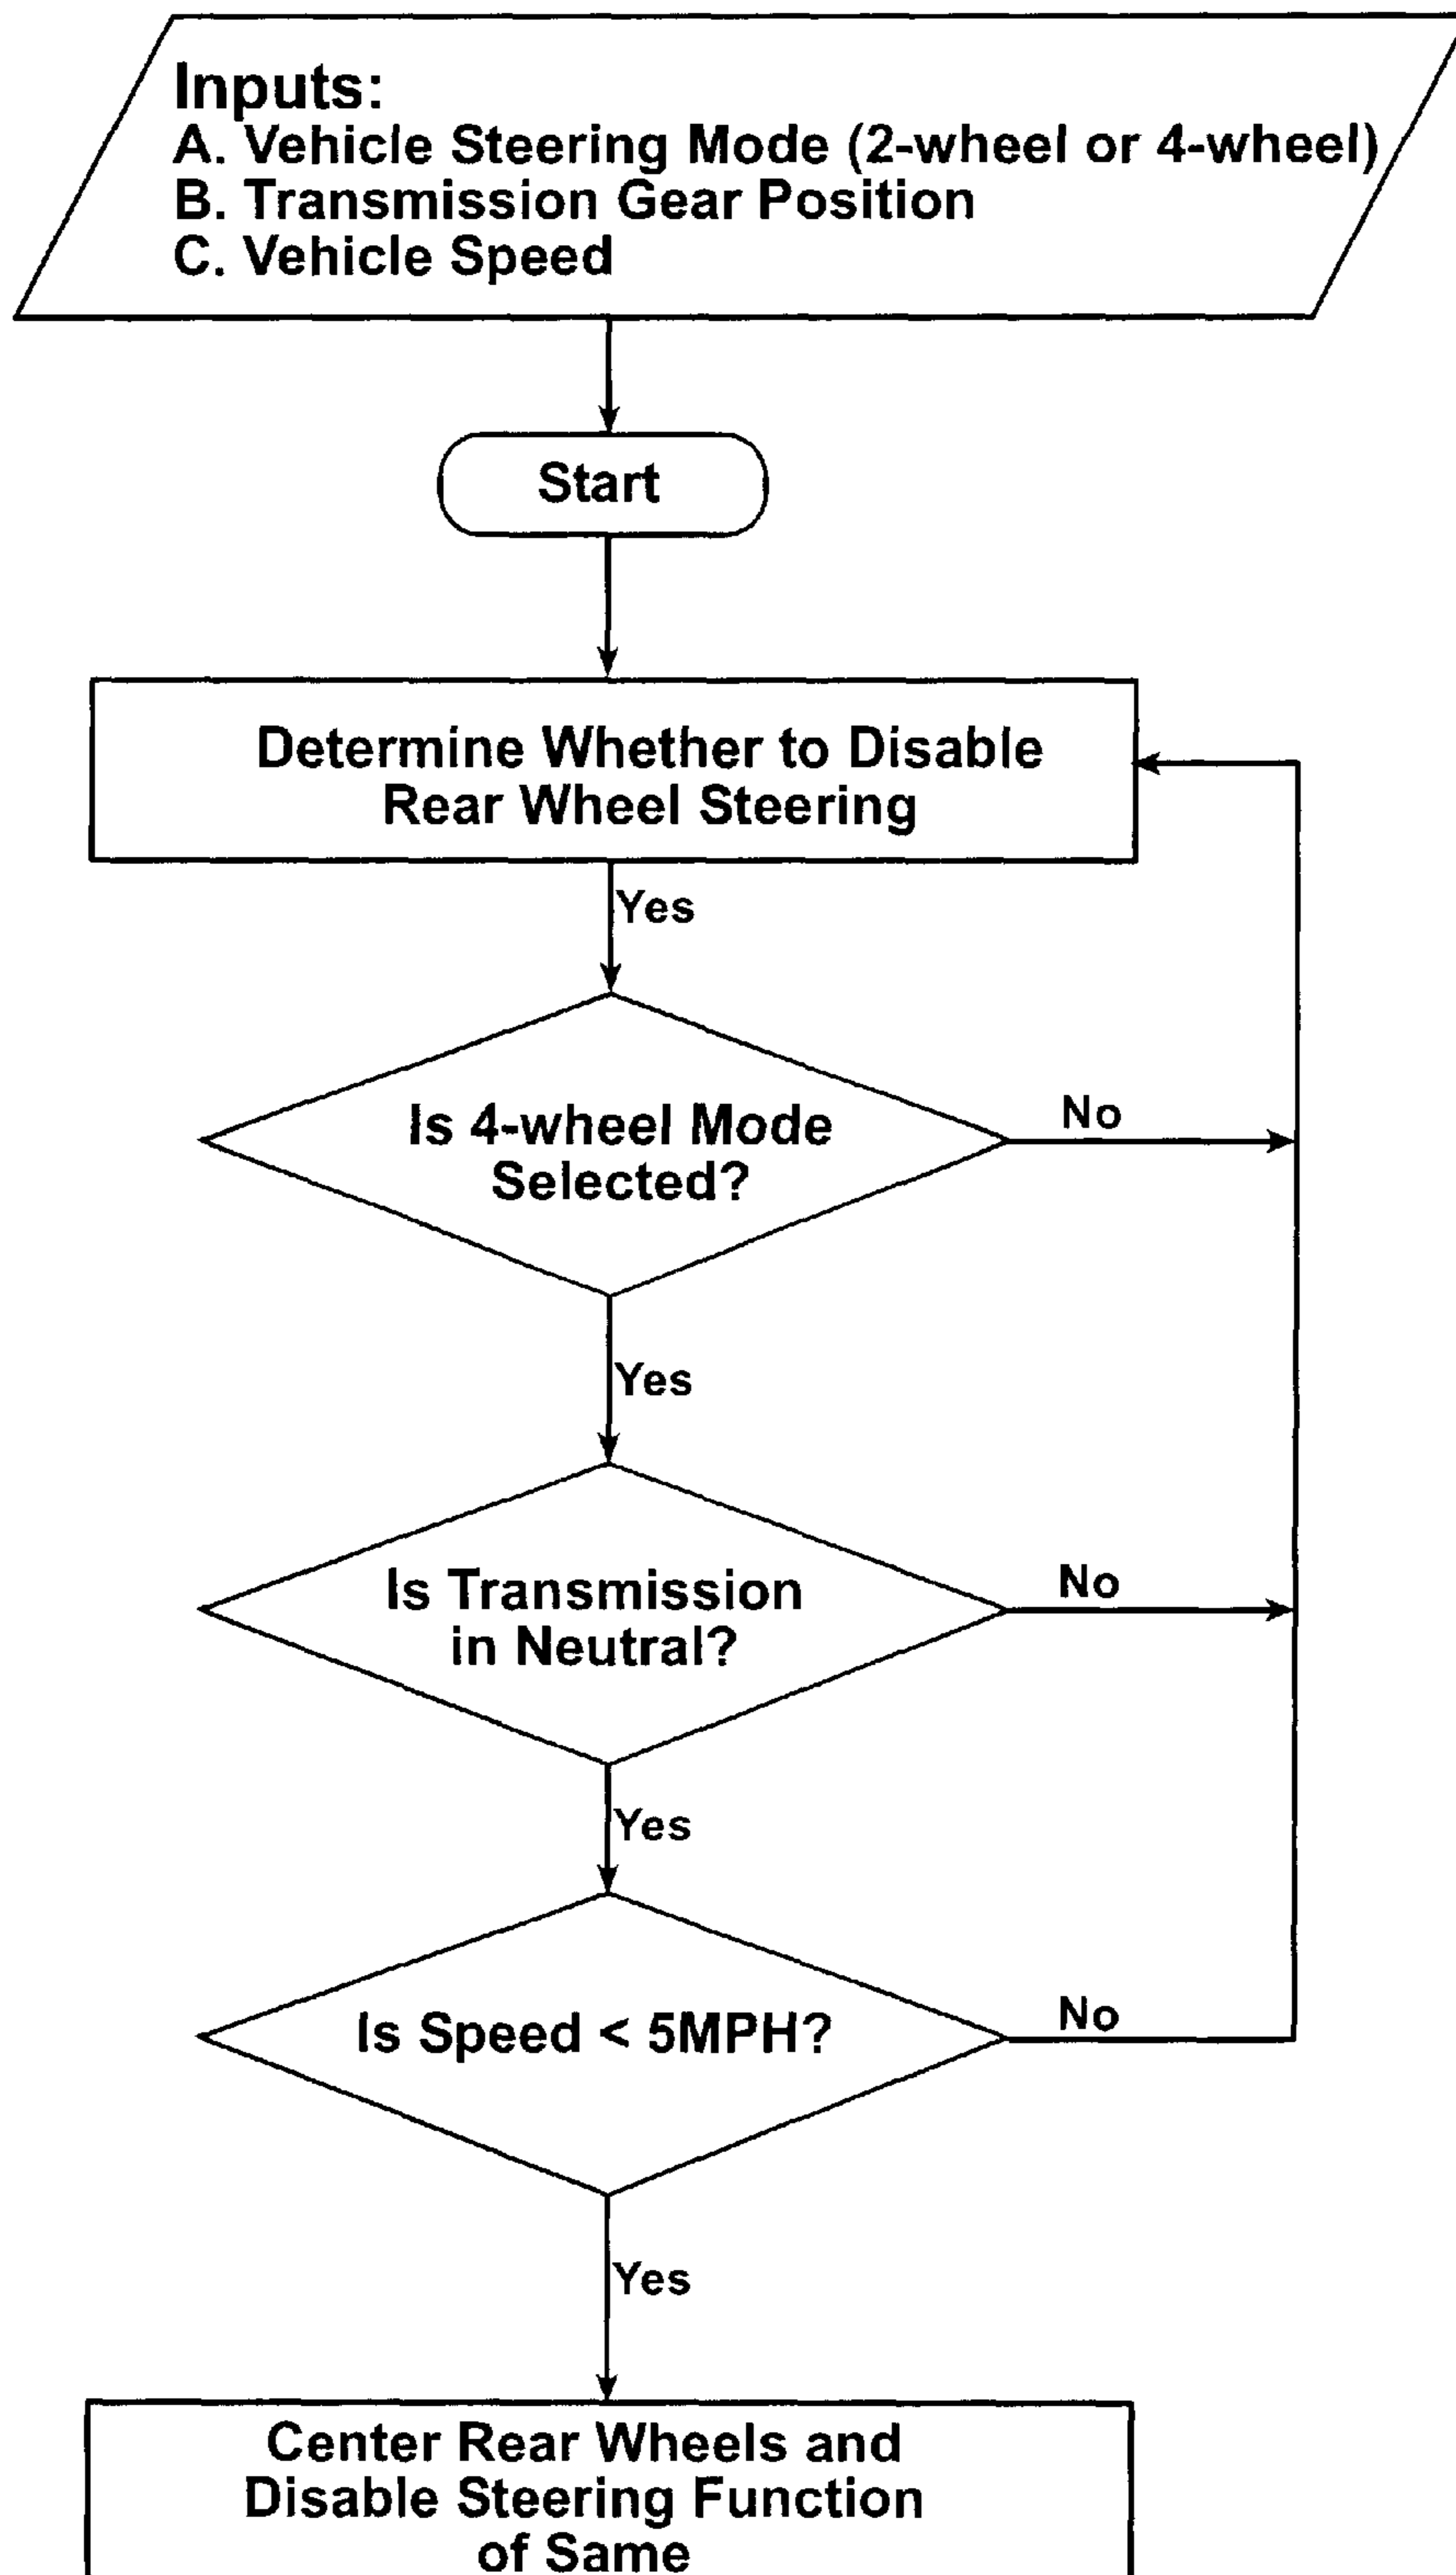 Inputs:
A. Vehicle Steering Mode (2-wheel or 4-wheel)
B. Transmission Gear Position
C. Vehicle Speed
Start
Determine Whether to Disable
Rear Wheel Steering
Yes
Is 4-wheel Mode
Selected?
No
Yes
Is Transmission
in Neutral?
No
Yes
Is Speed < 5MPH?
No
Yes
Center Rear Wheels and
Disable Steering Function
of Same